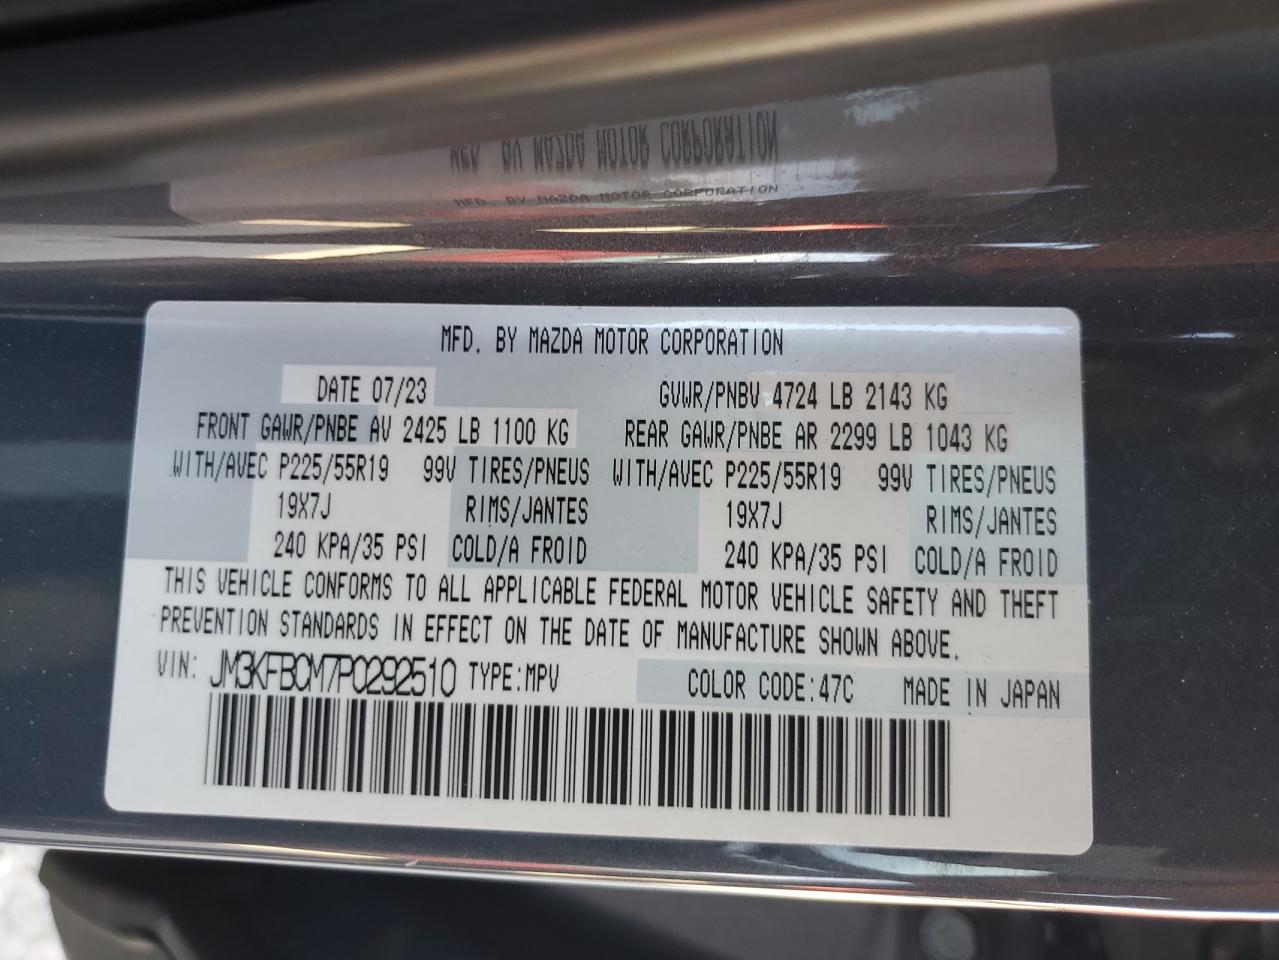 MFD. BY MAZDA MOTOR CORPORATION
MFD. BY MAZDA MOTOR CORPORATION
MFD. BY MAZDA MOTOR CORPORATION
DATE 07/23 GVWR/PNBV 4724 LB 2143 KG
FRONT GAWR/PNBE AV 2425 LB 1100 KG REAR GAWR/PNBE AR 2299 LB 1043 KG
WITH/AVEC P225/55R19 99V TIRES/PNEUS WITH/AVEC P225/55R19 99V TIRES/PNEUS
19X7J RIMS/JANTES 19X7J RIMS/JANTES
240 KPA/35 PSI COLD/A FROID 240 KPA/35 PSI COLD/A FROID
THIS VEHICLE CONFORMS TO ALL APPLICABLE FEDERAL MOTOR VEHICLE SAFETY AND THEFT
PREVENTION STANDARDS IN EFFECT ON THE DATE OF MANUFACTURE SHOWN ABOVE.
VIN: JM3KFBCM7P0292510 TYPE:MPV COLOR CODE:47C MADE IN JAPAN